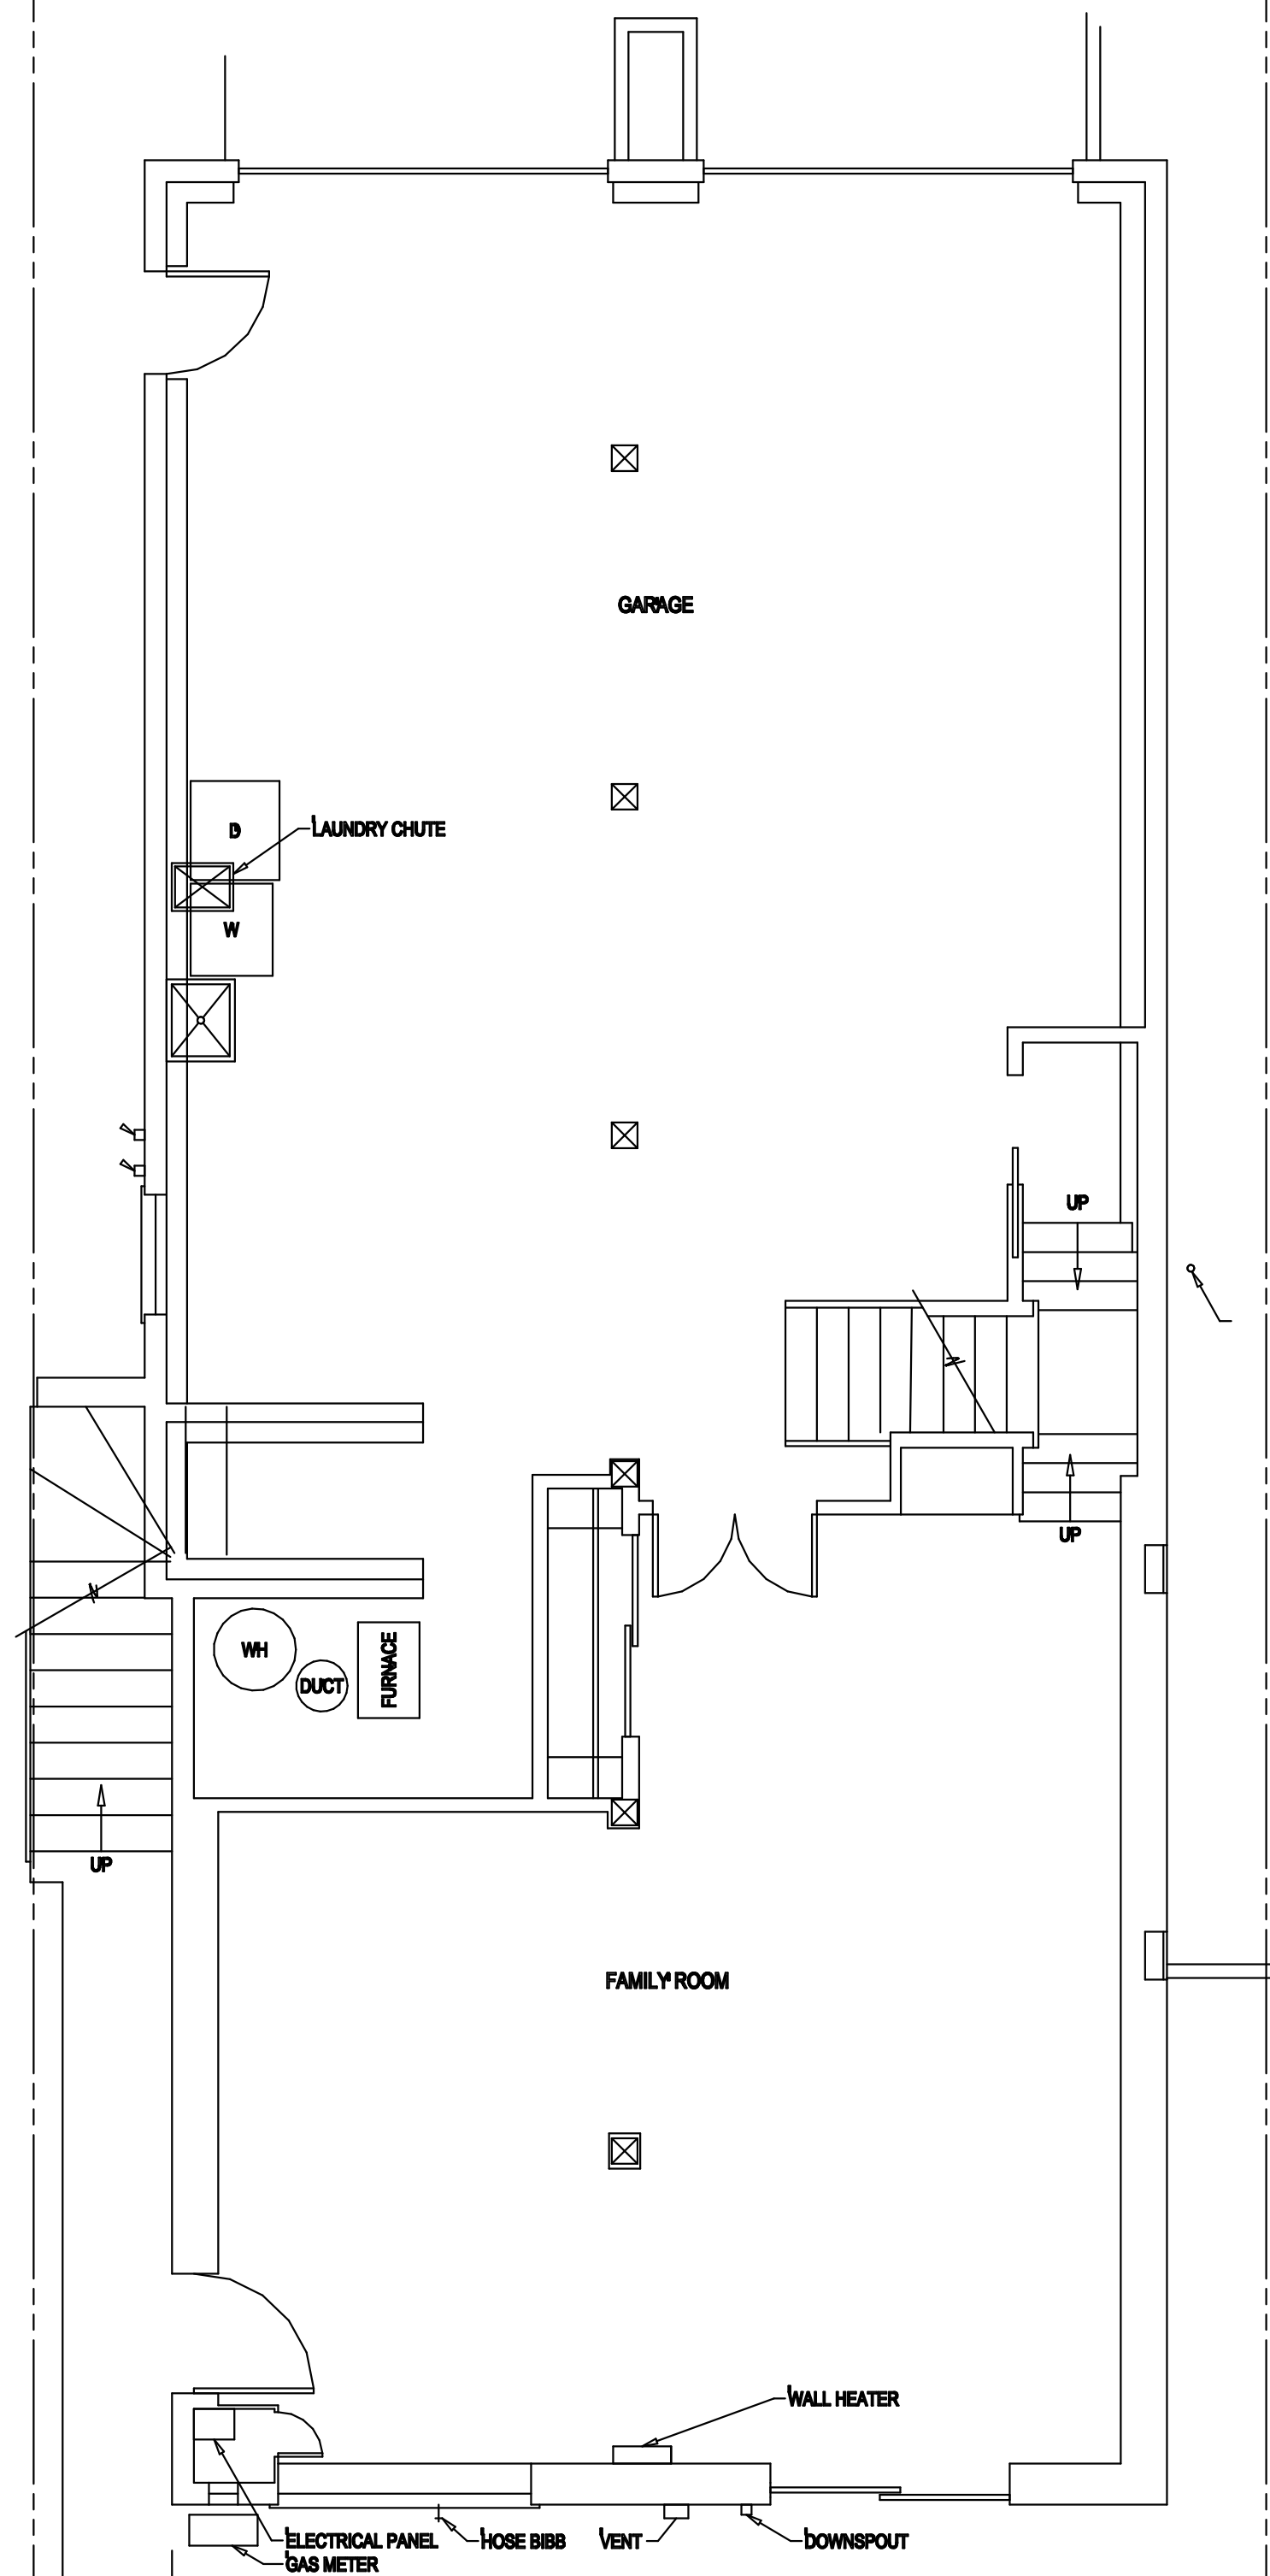 GARAGE
D
LAUNDRY CHUTE
W
UP
UP
WH
DUCT
FURNACE
UP
FAMILY ROOM
WALL HEATER
ELECTRICAL PANEL
HOSE BIBB
VENT
DOWNSPOUT
GAS METER